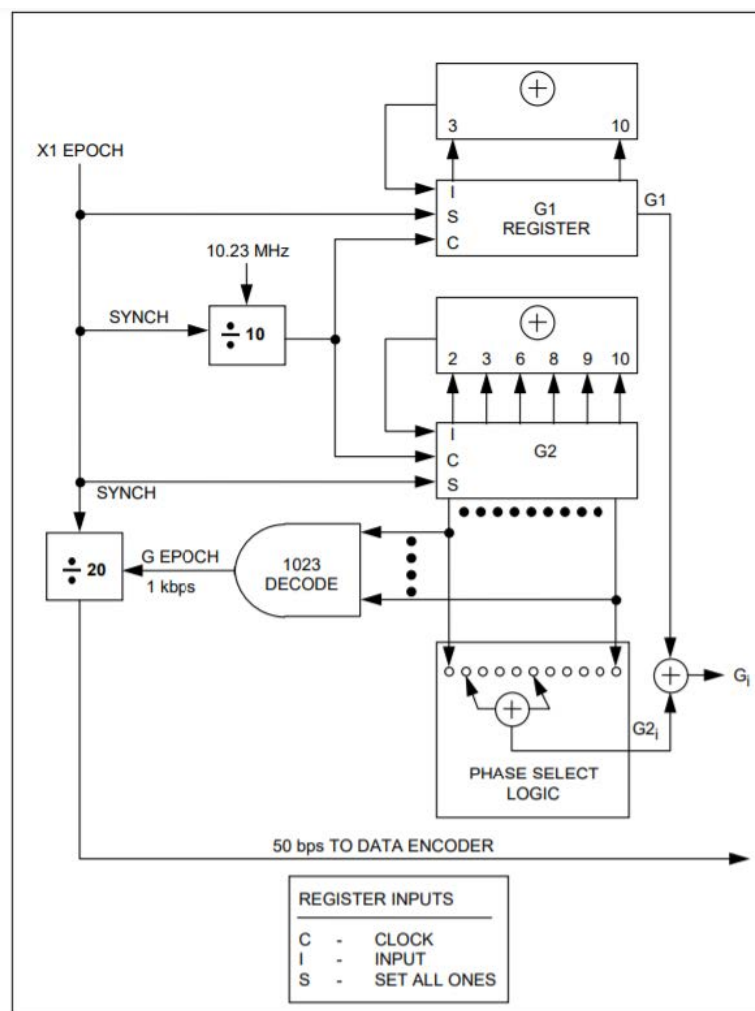 3 10
X1 EPOCH
I
S
C
G1
REGISTER
G1
10.23 MHz
SYNCH
÷ 10
2 3 6 8 9 10
I
C
S
G2
SYNCH
÷ 20
G EPOCH
1 kbps
1023
DECODE
Gi
G2i
PHASE SELECT
LOGIC
50 bps TO DATA ENCODER
REGISTER INPUTS
C - CLOCK
I - INPUT
S - SET ALL ONES